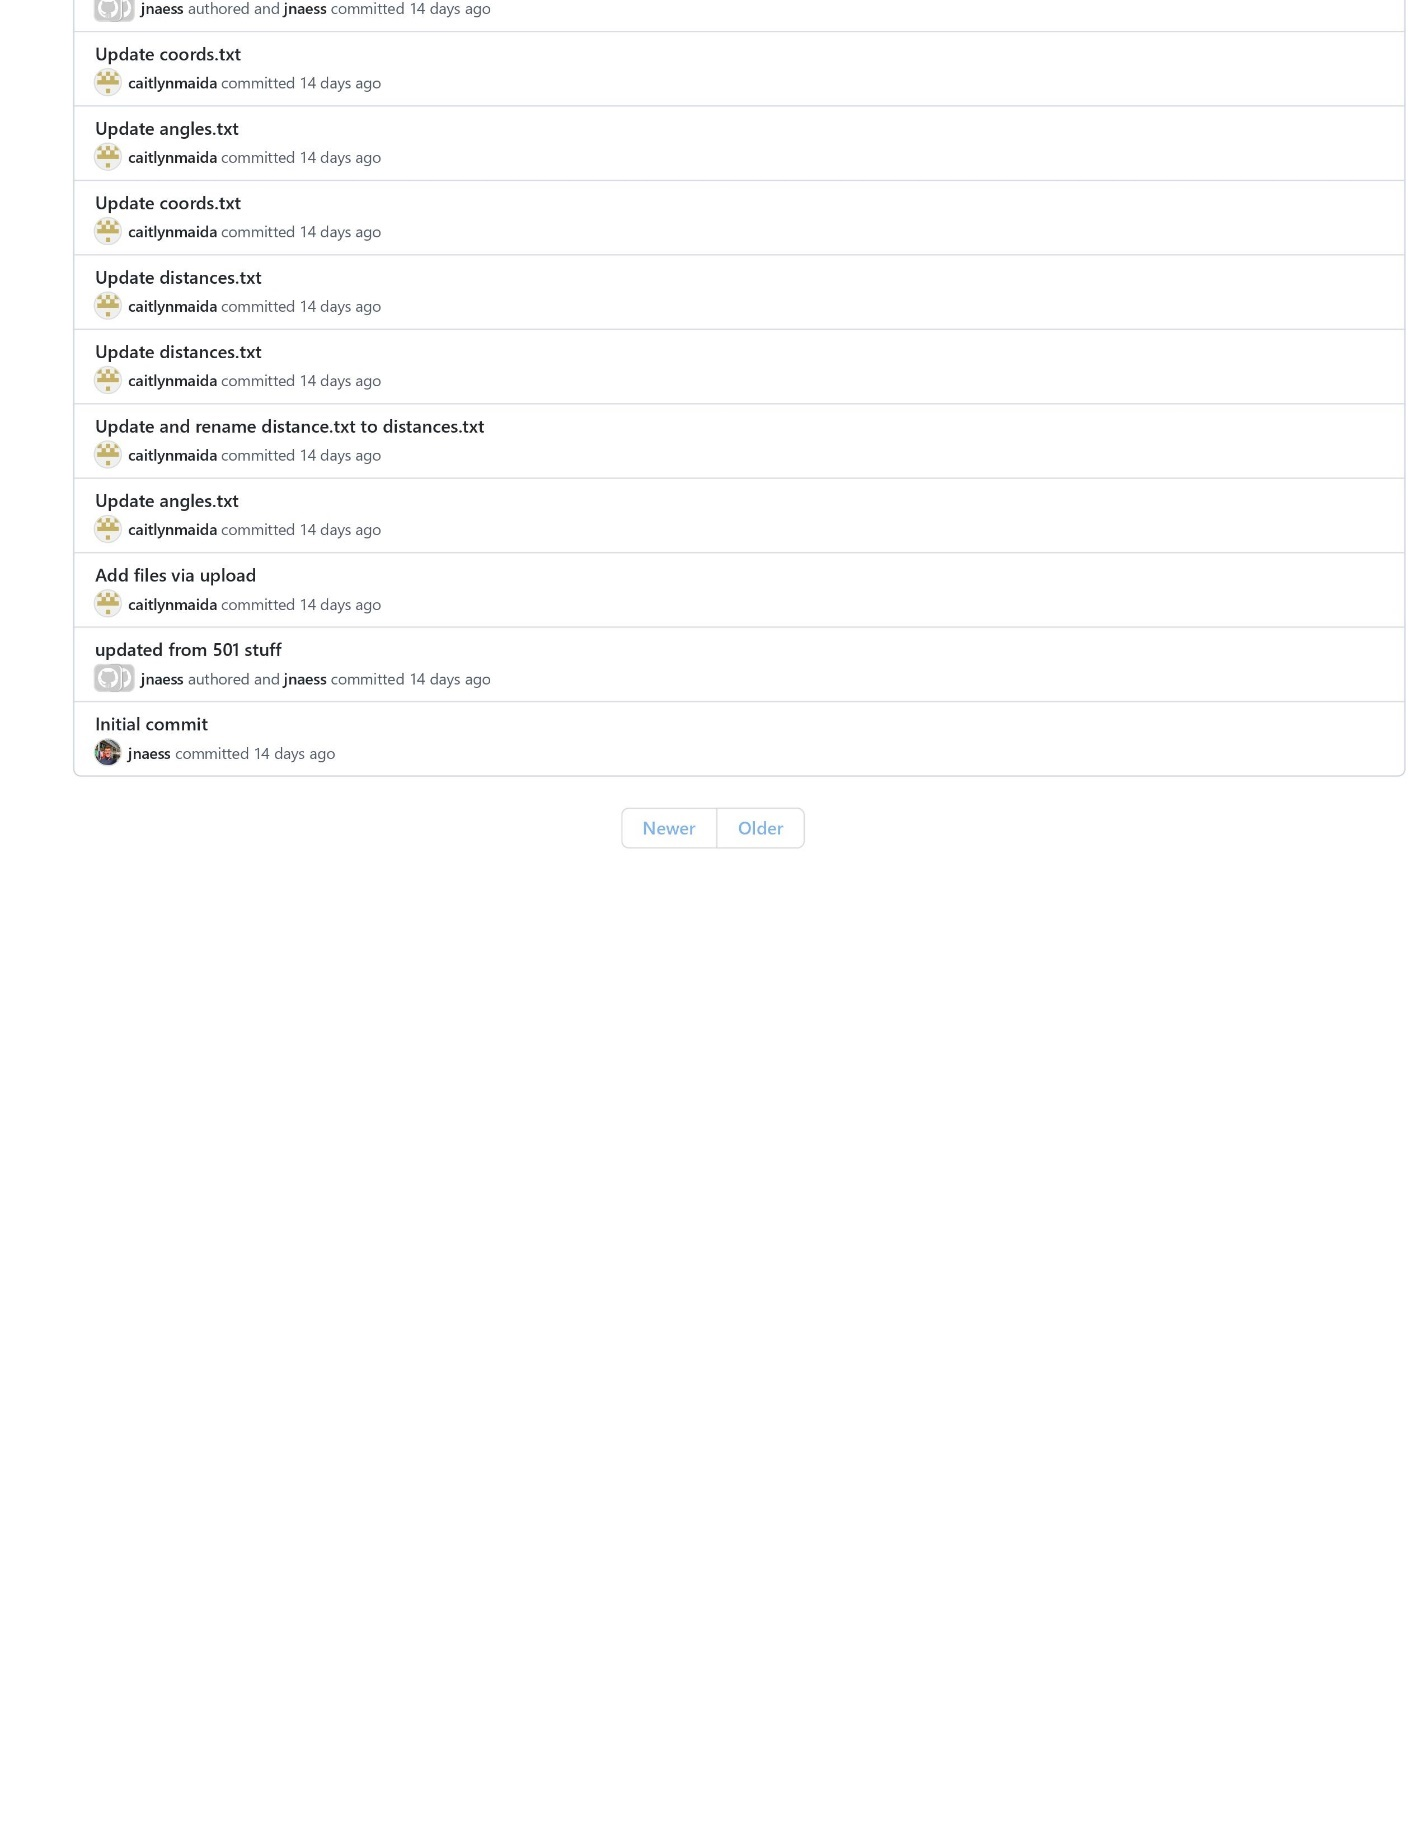 jnaess authored and jnaess committed 14 days ago
Update coords.txt
caitlynmaida committed 14 days ago
Update angles.txt
caitlynmaida committed 14 days ago
Update coords.txt
caitlynmaida committed 14 days ago
Update distances.txt
caitlynmaida committed 14 days ago
Update distances.txt
caitlynmaida committed 14 days ago
Update and rename distance.txt to distances.txt
caitlynmaida committed 14 days ago
Update angles.txt
caitlynmaida committed 14 days ago
Add files via upload
caitlynmaida committed 14 days ago
updated from 501 stuff
jnaess authored and jnaess committed 14 days ago
Initial commit
jnaess committed 14 days ago
Newer Older